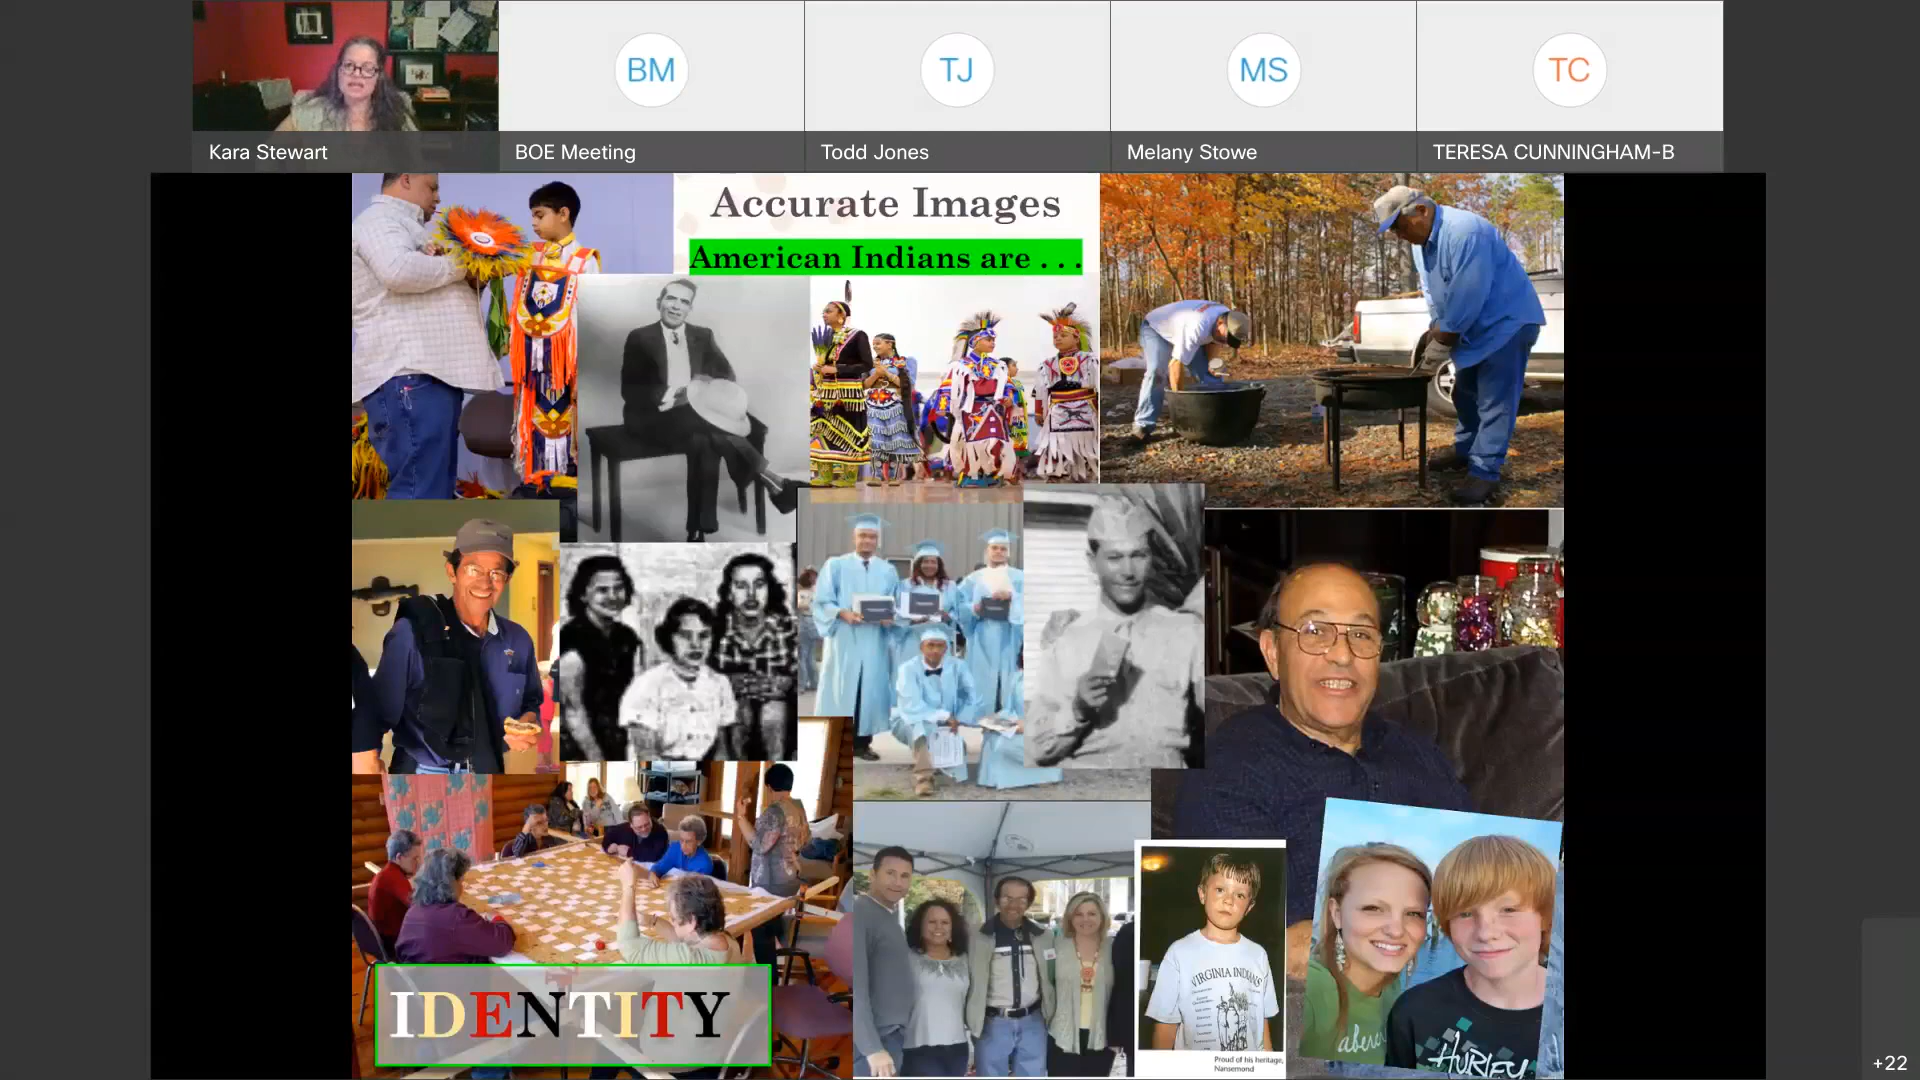 BM
TJ
MS
TC
Kara Stewart
BOE Meeting
Todd Jones
Melany Stowe
TERESA CUNNINGHAM-B
Accurate Images
American Indians are . . .
VIRGINIA INDIANS
Proud of his heritage,
Nansemond
HURLEY
IDENTITY
+22